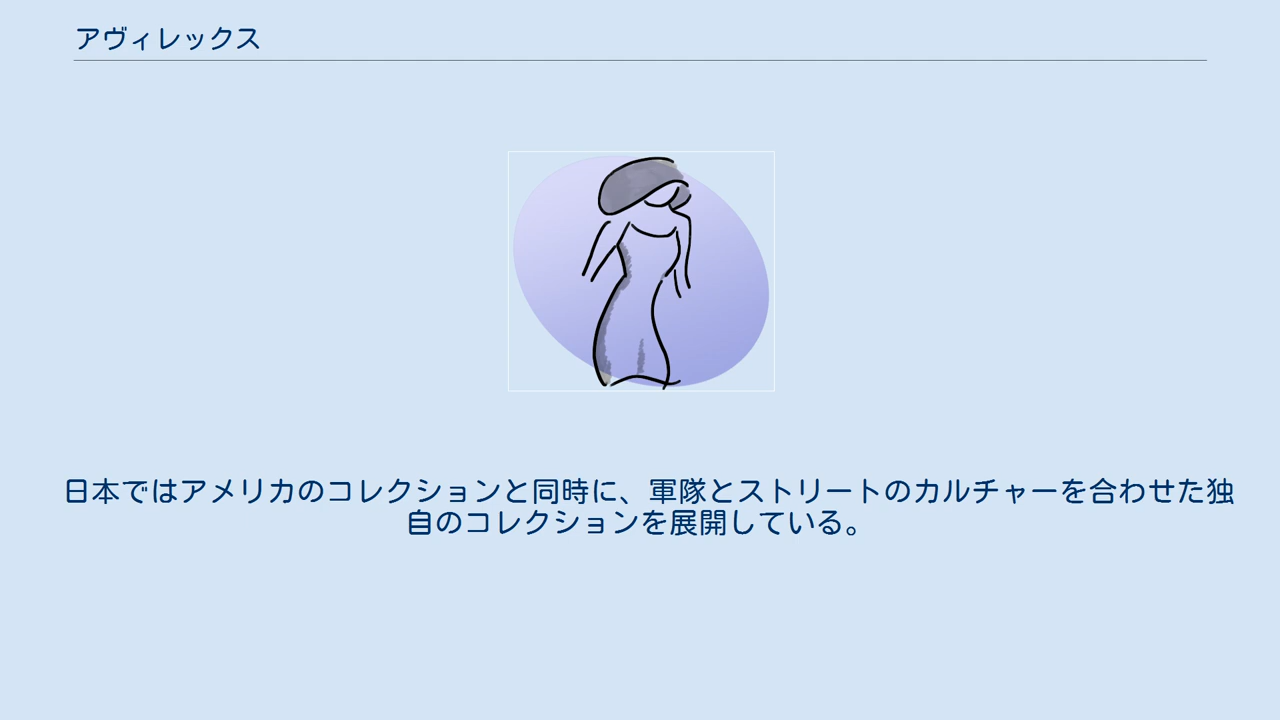 アヴィレックス
日本ではアメリカのコレクションと同時に、軍隊とストリートのカルチャーを合わせた独
自のコレクションを展開している。